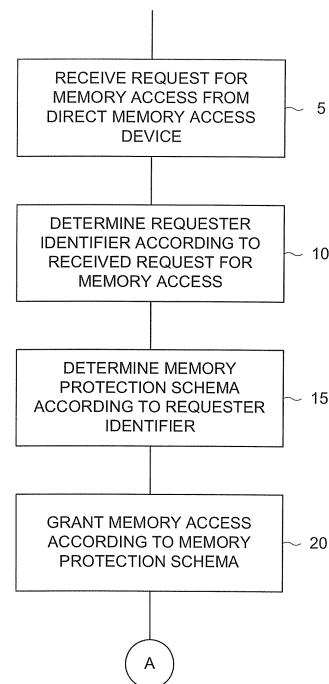 RECEIVE REQUEST FOR
MEMORY ACCESS FROM
DIRECT MEMORY ACCESS
DEVICE
5
DETERMINE REQUESTER
IDENTIFIER ACCORDING TO
RECEIVED REQUEST FOR
MEMORY ACCESS
10
DETERMINE MEMORY
PROTECTION SCHEMA
ACCORDING TO REQUESTER
IDENTIFIER
15
GRANT MEMORY ACCESS
ACCORDING TO MEMORY
PROTECTION SCHEMA
20
A